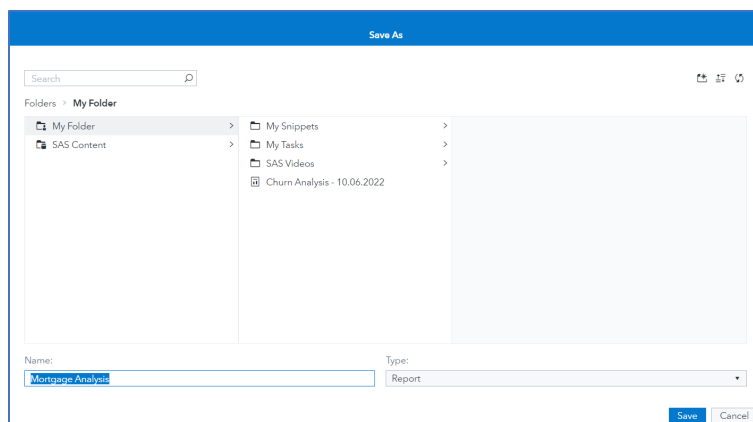 Save As
Search
Folders > My Folder
My Folder >
SAS Content >
My Snippets >
My Tasks >
SAS Videos >
Churn Analysis - 10.06.2022
Name:
Mortgage Analysis
Type:
Report
Save Cancel